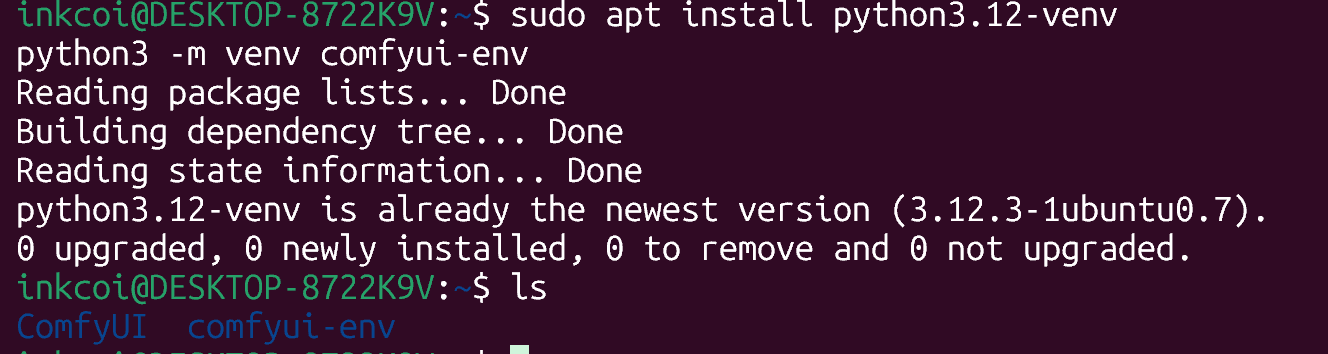 inkcoi@DESKTOP-8722K9V:~$ sudo apt install python3.12-venv
python3 -m venv comfyui-env
Reading package lists... Done
Building dependency tree... Done
Reading state information... Done
python3.12-venv is already the newest version (3.12.3-1ubuntu0.7).
0 upgraded, 0 newly installed, 0 to remove and 0 not upgraded.
inkcoi@DESKTOP-8722K9V:~$ ls
ComfyUI  comfyui-env